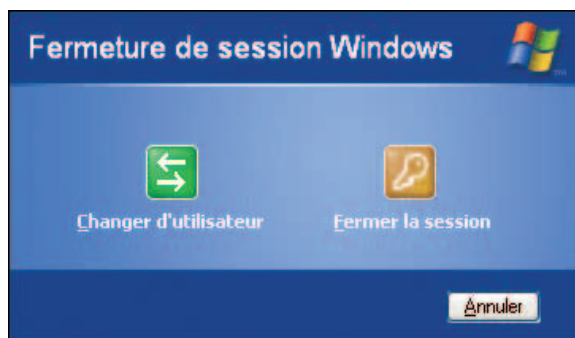 Fermeture de session Windows
Changer d'utilisateur
Fermer la session
Annuler